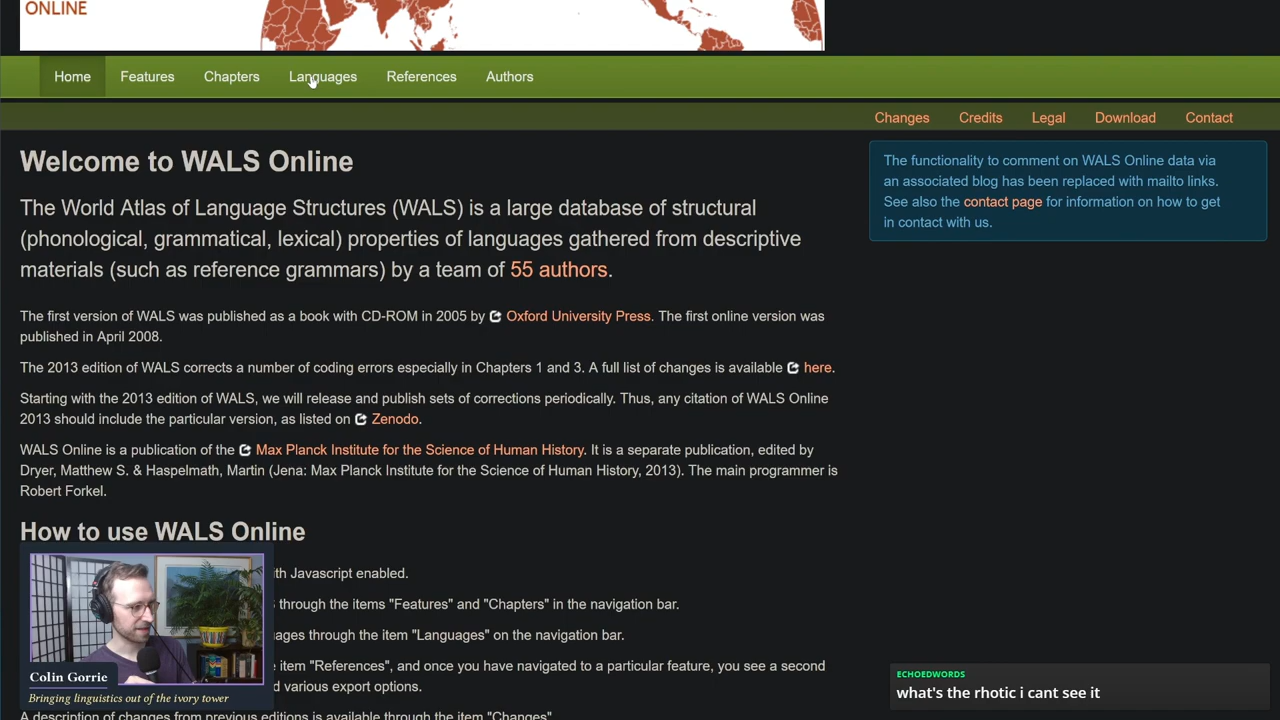 ONLINE
Home Features Chapters Languages References Authors
Changes Credits Legal Download Contact
Welcome to WALS Online
The World Atlas of Language Structures (WALS) is a large database of structural
(phonological, grammatical, lexical) properties of languages gathered from descriptive
materials (such as reference grammars) by a team of 55 authors.
The first version of WALS was published as a book with CD-ROM in 2005 by Oxford University Press. The first online version was
published in April 2008.
The 2013 edition of WALS corrects a number of coding errors especially in Chapters 1 and 3. A full list of changes is available here.
Starting with the 2013 edition of WALS, we will release and publish sets of corrections periodically. Thus, any citation of WALS Online
2013 should include the particular version, as listed on Zenodo.
WALS Online is a publication of the Max Planck Institute for the Science of Human History. It is a separate publication, edited by
Dryer, Matthew S. & Haspelmath, Martin (Jena: Max Planck Institute for the Science of Human History, 2013). The main programmer is
Robert Forkel.
How to use WALS Online
th Javascript enabled.
through the items "Features" and "Chapters" in the navigation bar.
ages through the item "Languages" on the navigation bar.
item "References", and once you have navigated to a particular feature, you see a second
d various export options.
A description of changes from previous editions is available through the item "Changes"
The functionality to comment on WALS Online data via
an associated blog has been replaced with mailto links.
See also the contact page for information on how to get
in contact with us.
Colin Gorrie
Bringing linguistics out of the ivory tower
ECHOEDWORDS
what's the rhotic i cant see it